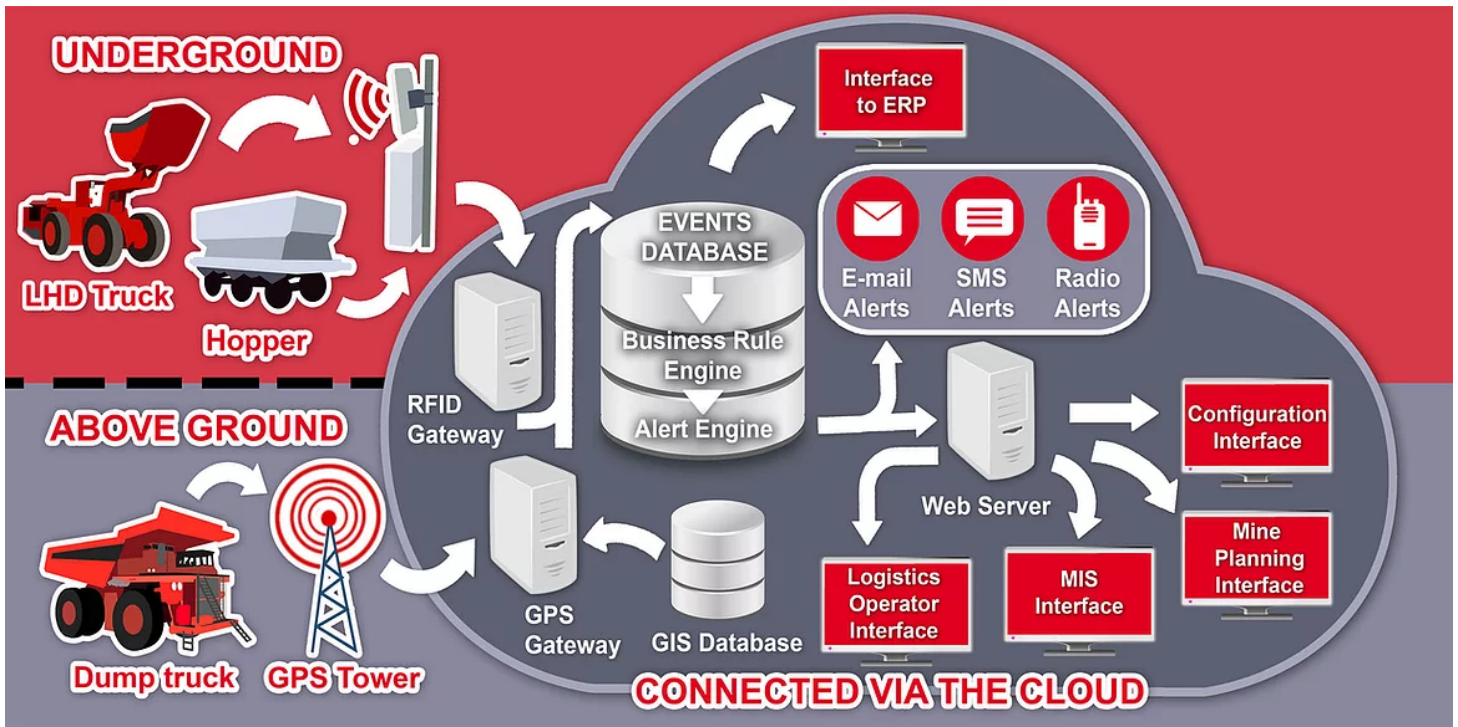 UNDERGROUND
LHD Truck
Hopper
ABOVE GROUND
Dump truck
GPS Tower
RFID
Gateway
GPS
Gateway
GIS Database
EVENTS
DATABASE
Business Rule
Engine
Alert Engine
Interface
to ERP
E-mail
Alerts
SMS
Alerts
Radio
Alerts
Web Server
Configuration
Interface
Mine
Planning
Interface
MIS
Interface
Logistics
Operator
Interface
CONNECTED VIA THE CLOUD